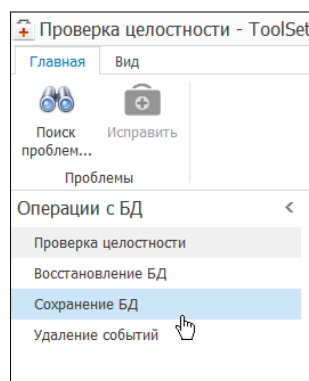 Проверка целостности - ToolSet
Главная Вид
Поиск проблем...
Исправить
Проблемы
Операции с БД <
Проверка целостности
Восстановление БД
Сохранение БД
Удаление событий